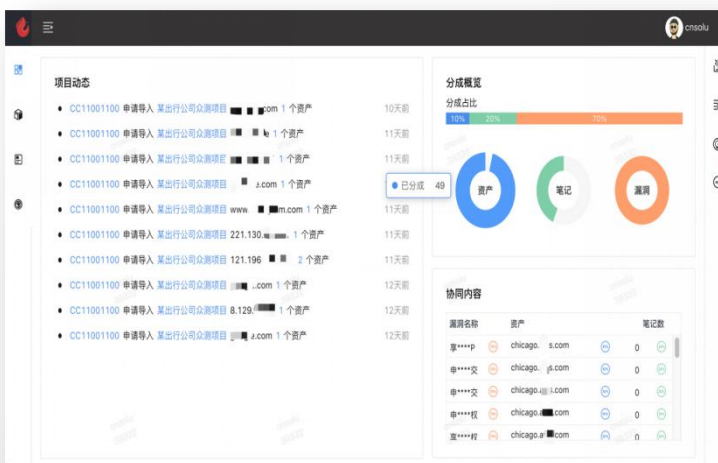 cnsolu
项目动态
CC11001100 申请导入 某出行公司众测项目 com 1 个资产 10天前
CC11001100 申请导入 某出行公司众测项目 1 个资产 11天前
CC11001100 申请导入 某出行公司众测项目 1 个资产 11天前
CC11001100 申请导入 某出行公司众测项目 .com 1 个资产
CC11001100 申请导入 某出行公司众测项目 www. m.com 1 个资产 11天前
CC11001100 申请导入 某出行公司众测项目 221.130. 1 个资产 11天前
CC11001100 申请导入 某出行公司众测项目 121.196 2 个资产 11天前
CC11001100 申请导入 某出行公司众测项目 .com 1 个资产 12天前
CC11001100 申请导入 某出行公司众测项目 8.129. 1 个资产 12天前
CC11001100 申请导入 某出行公司众测项目 .com 1 个资产 12天前
分成概览
分成占比
10% 20% 70%
已分成 49
资产 笔记 漏洞
协同内容
漏洞名称 资产 笔记数
享****P chicago. s.com 0
申****交 chicago. s.com 0
申****交 chicago. s.com 0
申****权 chicago. .com 0
享****权 chicago.a com 0